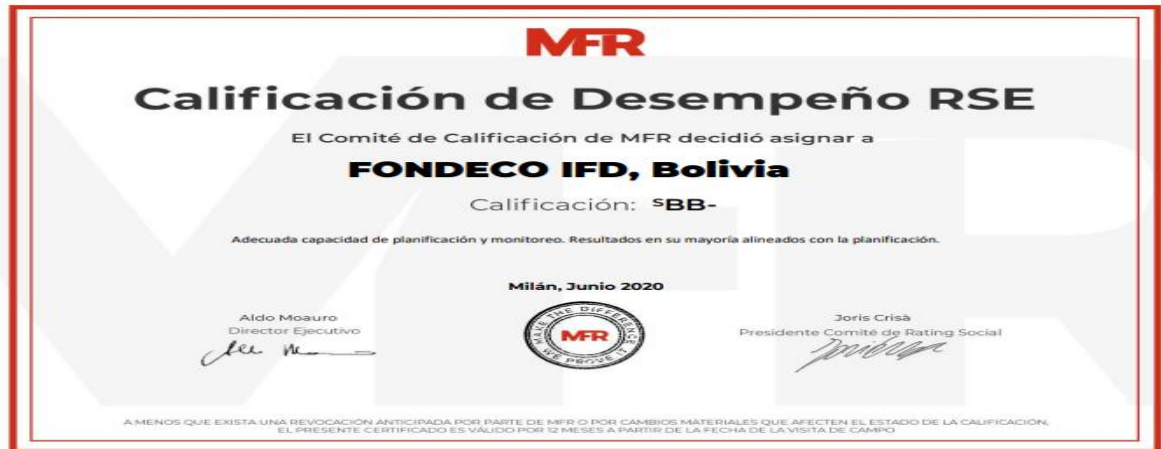 MFR
Calificación de Desempeño RSE
El Comité de Calificación de MFR decidió asignar a
FONDECO IFD, Bolivia
Calificación: sBB-
Adecuada capacidad de planificación y monitoreo. Resultados en su mayoría alineados con la planificación.
Milán, Junio 2020
Aldo Moauro
Director Ejecutivo
MAKE THE DIFFERENCE
MFR
WE PROVE IT
Joris Crisà
Presidente Comité de Rating Social
A MENOS QUE EXISTA UNA REVOCACIÓN ANTICIPADA POR PARTE DE MFR O POR CAMBIOS MATERIALES QUE AFECTEN EL ESTADO DE LA CALIFICACIÓN,
EL PRESENTE CERTIFICADO ES VÁLIDO POR 12 MESES A PARTIR DE LA FECHA DE LA VISITA DE CAMPO